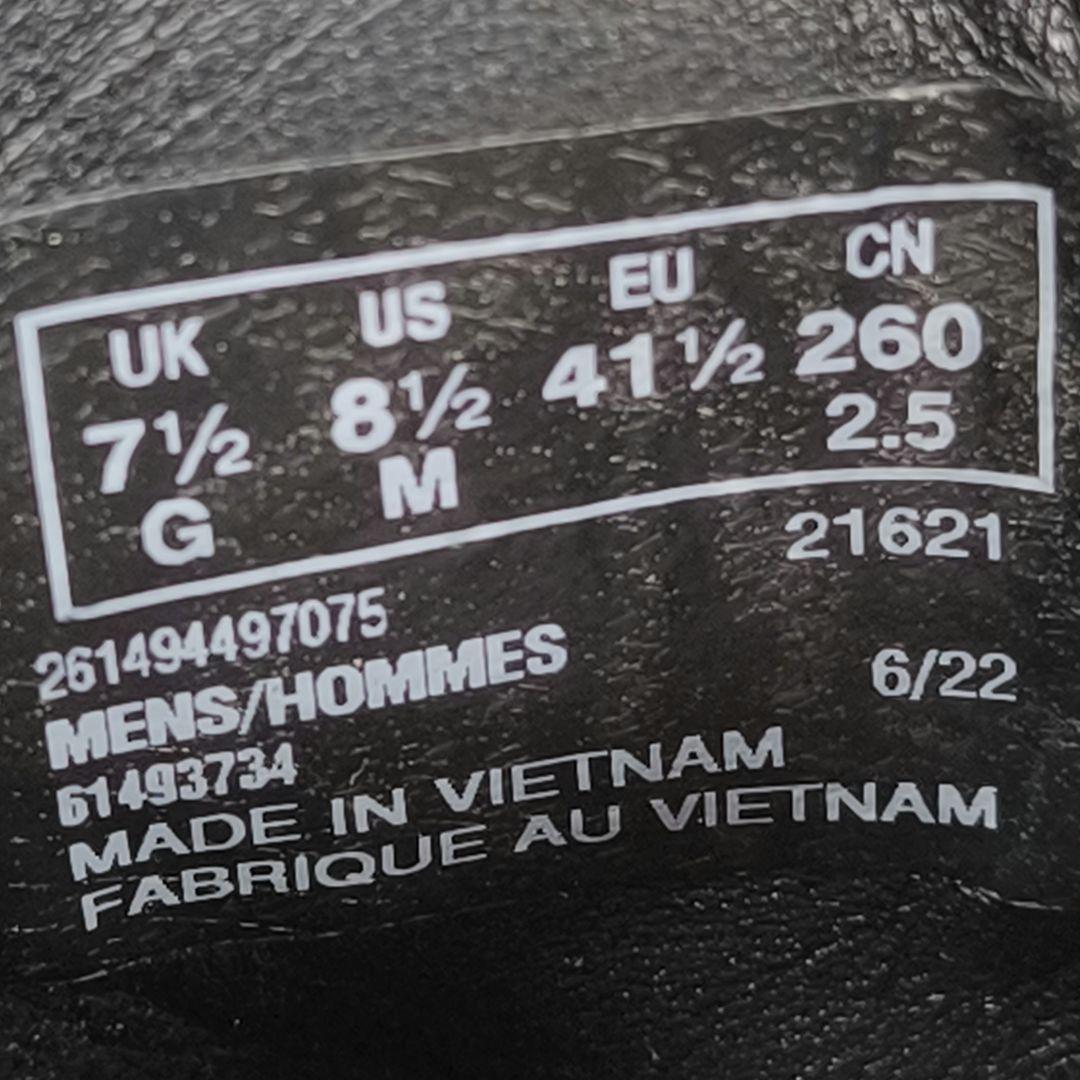 UK US EU CN
7½ 8½ 41½ 260
G M 2.5
21621
261494497075
MENS/HOMMES 6/22
61493734
MADE IN VIETNAM
FABRIQUE AU VIETNAM